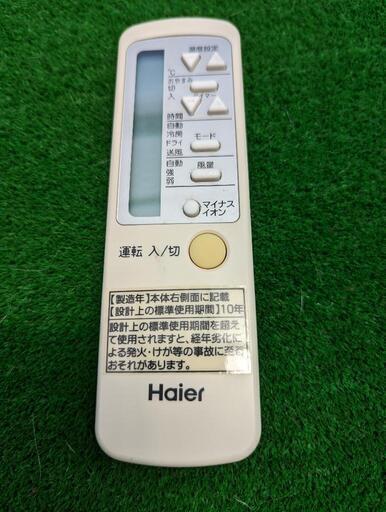 温度設定
℃
おやすみ
切
入
タイマー
時間
自動
冷房
ドライ
送風
モード
自動
強
弱
風量
マイナス
イオン
運転 入/切
【製造年】本体右側面に記載
【設計上の標準使用期間】10年
設計上の標準使用期間を超え
て使用されますと、経年劣化に
よる発火・けが等の事故に至る
おそれがあります。
Haier